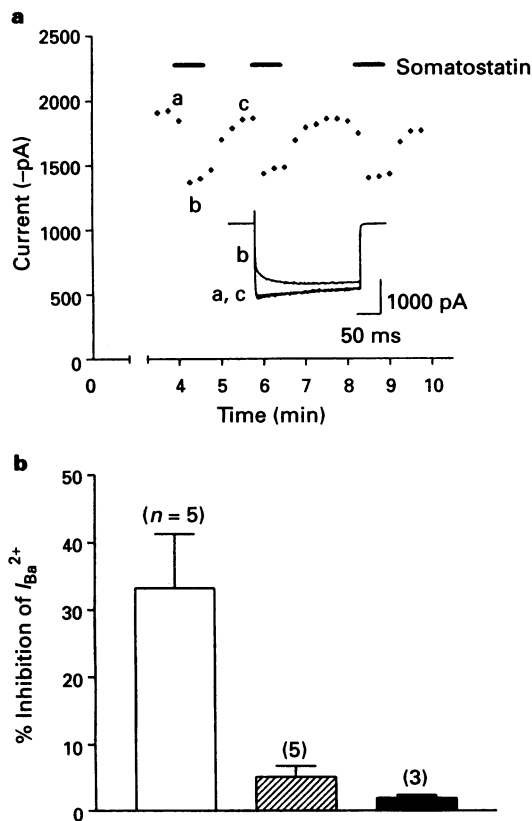 a
2500
2000
1500
1000
500
0
Current (–pA)
Somatostatin
a
c
b
b
a, c
1000 pA
50 ms
0 4 5 6 7 8 9 10
Time (min)
b
50
40
30
20
10
0
% Inhibition of I_Ba^2+
(n = 5)
(5)
(3)